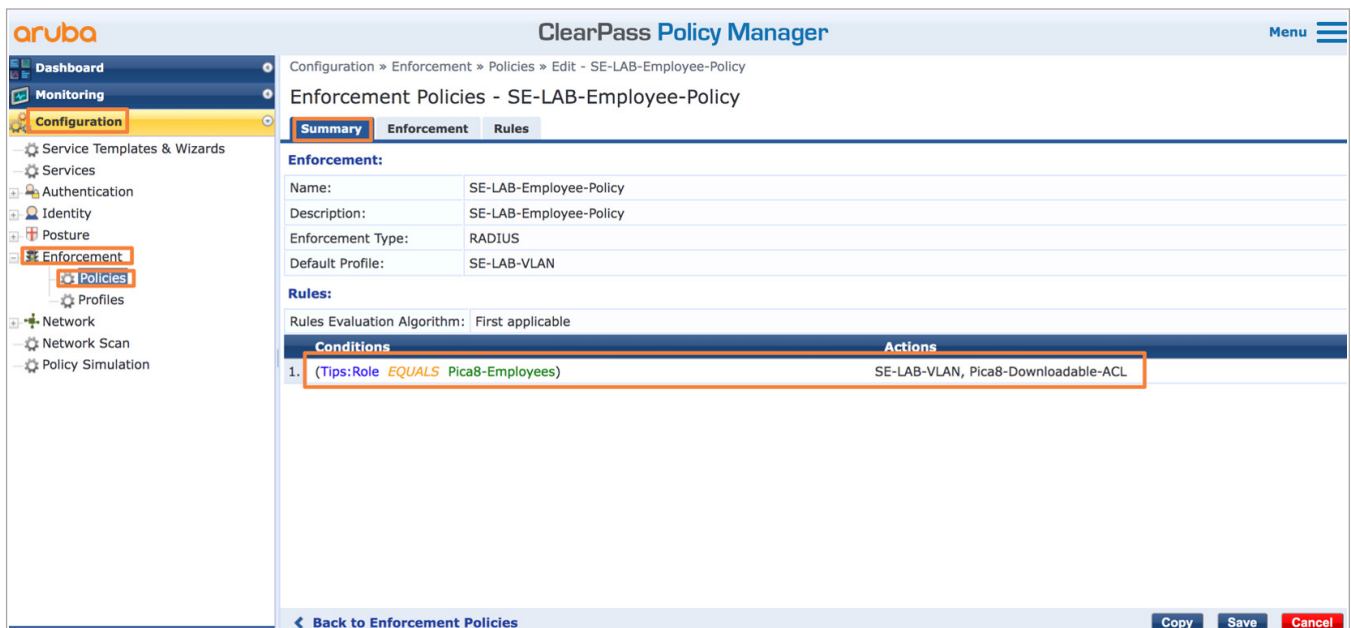 aruba
ClearPass Policy Manager
Menu
Dashboard
Monitoring
Configuration
Service Templates & Wizards
Services
Authentication
Identity
Posture
Enforcement
Policies
Profiles
Network
Network Scan
Policy Simulation
Configuration » Enforcement » Policies » Edit - SE-LAB-Employee-Policy
Enforcement Policies - SE-LAB-Employee-Policy
Summary Enforcement Rules
Enforcement:
Name: SE-LAB-Employee-Policy
Description: SE-LAB-Employee-Policy
Enforcement Type: RADIUS
Default Profile: SE-LAB-VLAN
Rules:
Rules Evaluation Algorithm: First applicable
Conditions Actions
1. (Tips:Role EQUALS Pica8-Employees) SE-LAB-VLAN, Pica8-Downloadable-ACL
Back to Enforcement Policies Copy Save Cancel